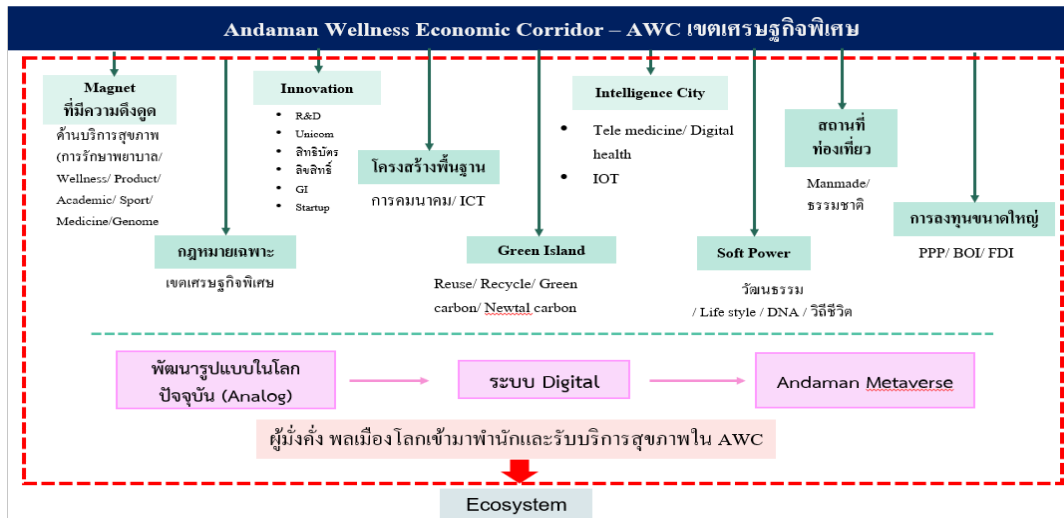 Andaman Wellness Economic Corridor – AWC เขตเศรษฐกิจพิเศษ
Magnet
ที่มีความดึงดูด
ด้านบริการสุขภาพ
(การรักษาพยาบาล/
Wellness/ Product/
Academic/ Sport/
Medicine/Genome
กฎหมายเฉพาะ
เขตเศรษฐกิจพิเศษ
Innovation
• R&D
• Unicom
• สิทธิบัตร
• ลิขสิทธิ์
• GI
• Startup
โครงสร้างพื้นฐาน
การคมนาคม/ ICT
Green Island
Reuse/ Recycle/ Green
carbon/ Newtal carbon
Intelligence City
• Tele medicine/ Digital
health
• IOT
Soft Power
วัฒนธรรม
/ Life style / DNA / วิถีชีวิต
สถานที่
ท่องเที่ยว
Manmade/
ธรรมชาติ
การลงทุนขนาดใหญ่
PPP/ BOI/ FDI
พัฒนารูปแบบในโลก
ปัจจุบัน (Analog)
ระบบ Digital
Andaman Metaverse
ผู้มั่งคั่ง พลเมืองโลกเข้ามาพำนักและรับบริการสุขภาพใน AWC
Ecosystem